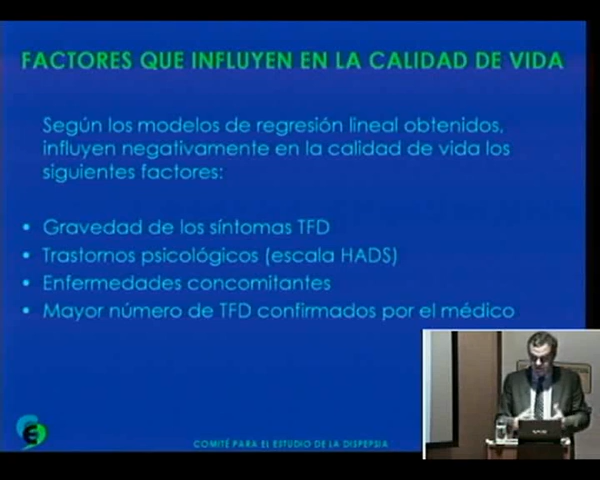 FACTORES QUE INFLUYEN EN LA CALIDAD DE VIDA
Según los modelos de regresión lineal obtenidos,
influyen negativamente en la calidad de vida los
siguientes factores:
• Gravedad de los síntomas TFD
• Trastornos psicológicos (escala HADS)
• Enfermedades concomitantes
• Mayor número de TFD confirmados por el médico
E
COMITÉ PARA EL ESTUDIO DE LA DISPEPSIA